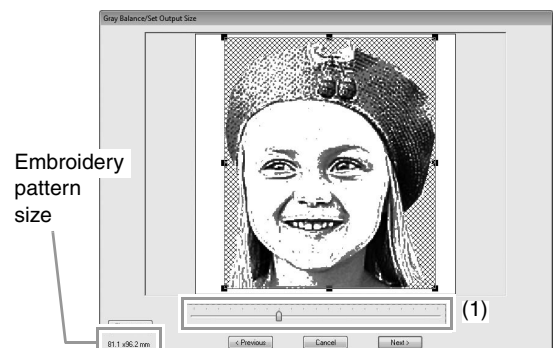 Gray Balance/Set Output Size
Embroidery
pattern
size
(1)
81.1 x96.2 mm
< Previous
Cancel
Next >